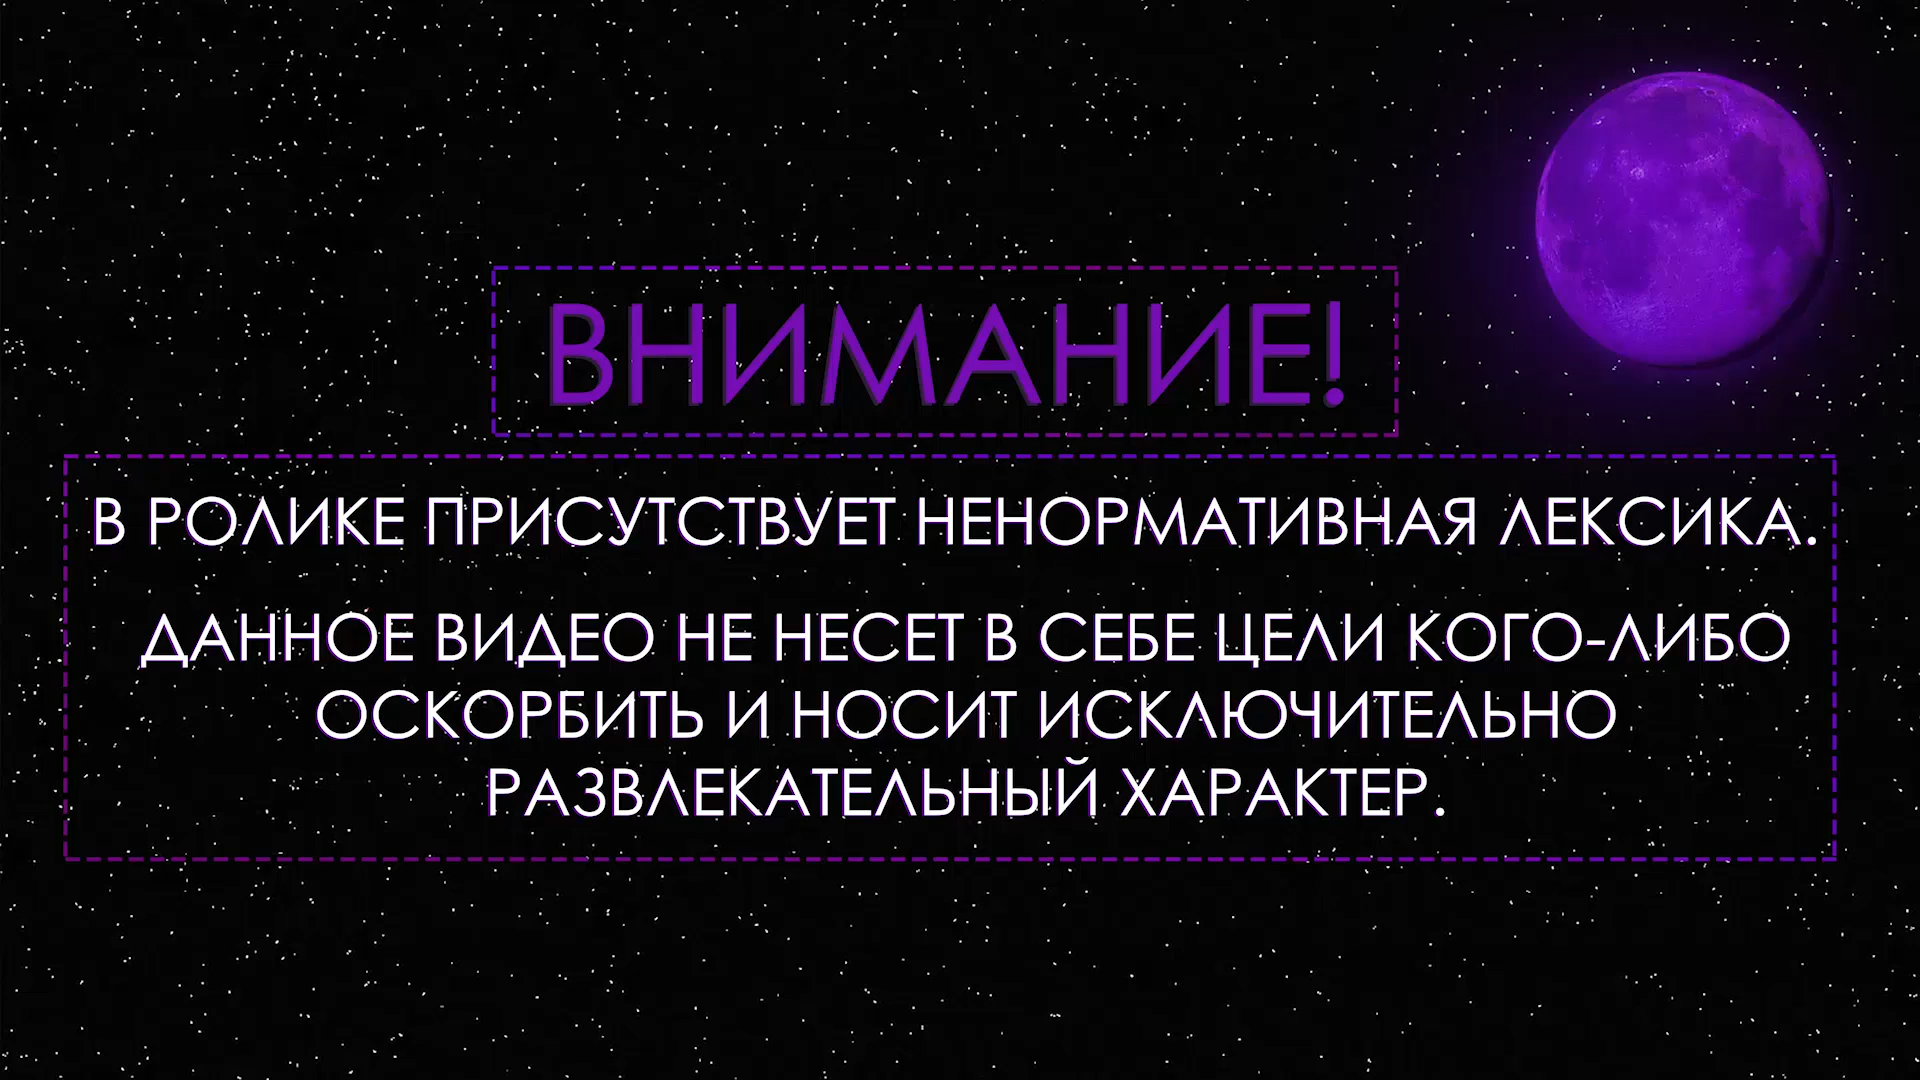 ВНИМАНИЕ!
В РОЛИКЕ ПРИСУТСТВУЕТ НЕНОРМАТИВНАЯ ЛЕКСИКА.
ДАННОЕ ВИДЕО НЕ НЕСЕТ В СЕБЕ ЦЕЛИ КОГО-ЛИБО
ОСКОРБИТЬ И НОСИТ ИСКЛЮЧИТЕЛЬНО
РАЗВЛЕКАТЕЛЬНЫЙ ХАРАКТЕР.